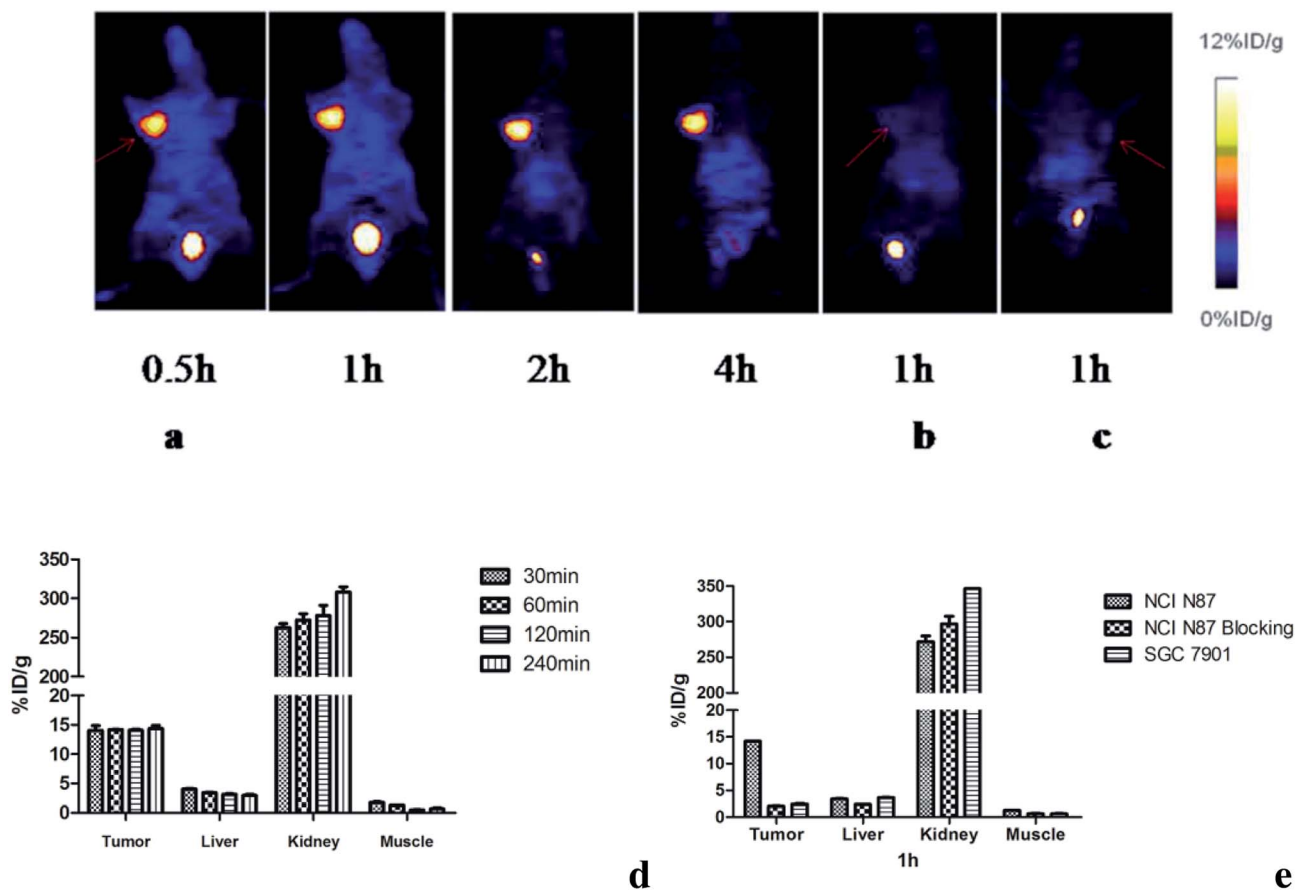 12%ID/g
0%ID/g
0.5h 1h 2h 4h 1h 1h
a b c
350
300
250
200
20
15
10
5
0
%ID/g
Tumor Liver Kidney Muscle
30min
60min
120min
240min
d
350
300
250
200
20
15
10
5
0
%ID/g
Tumor Liver Kidney Muscle
1h
NCI N87
NCI N87 Blocking
SGC 7901
e